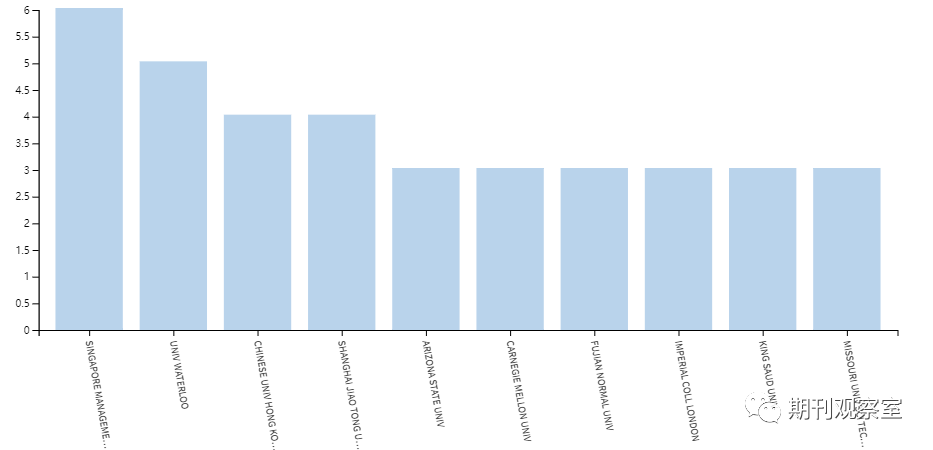 6
5.5
5
4.5
4
3.5
3
2.5
2
1.5
1
0.5
0
SINGAPORE MANAGEME...
UNIV WATERLOO
CHINESE UNIV HONG KO...
SHANGHAI JIAO TONG U...
ARIZONA STATE UNIV
CARNEGIE MELLON UNIV
FUJIAN NORMAL UNIV
IMPERIAL COLL LONDON
KING SAUD UNIV
MISSOURI TEC...
期刊观察室